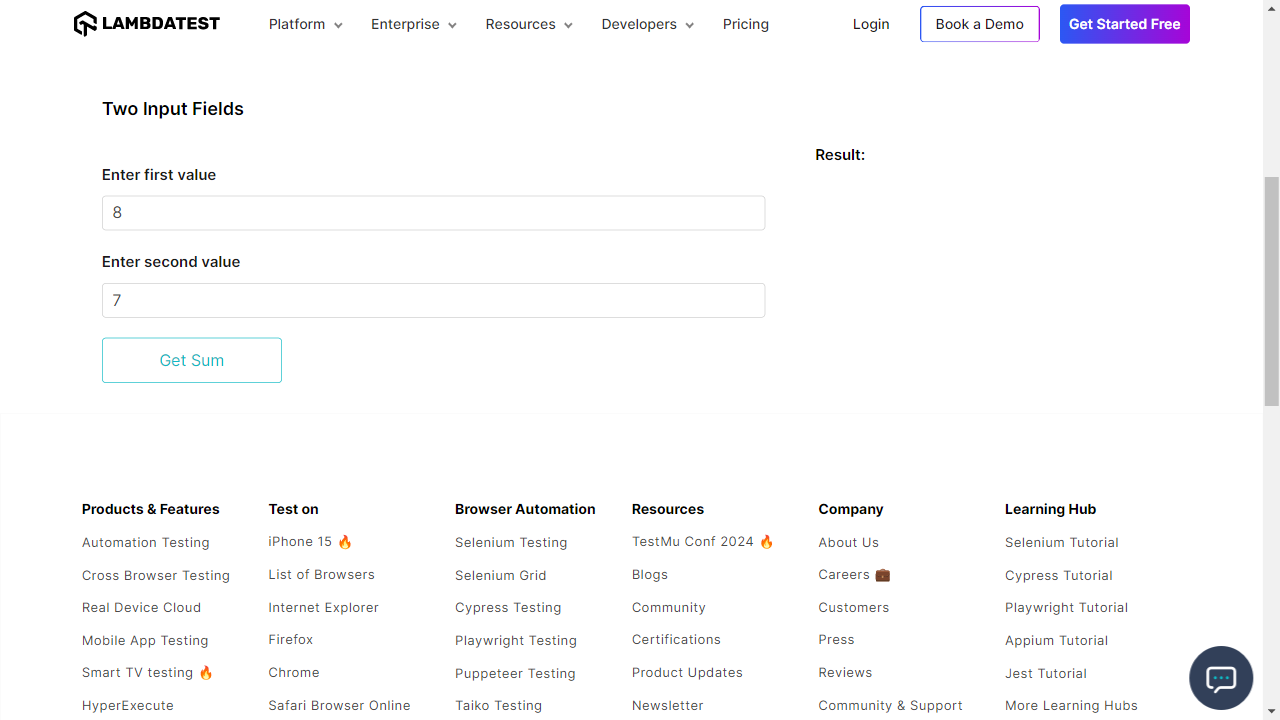 LAMBDATEST Platform Enterprise Resources Developers Pricing Login Book a Demo Get Started Free
Two Input Fields
Result:
Enter first value
8
Enter second value
7
Get Sum
Products & Features Test on Browser Automation Resources Company Learning Hub
Automation Testing iPhone 15 🔥 Selenium Testing TestMu Conf 2024 🔥 About Us Selenium Tutorial
Cross Browser Testing List of Browsers Selenium Grid Blogs Careers 💼 Cypress Tutorial
Real Device Cloud Internet Explorer Cypress Testing Community Customers Playwright Tutorial
Mobile App Testing Firefox Playwright Testing Certifications Press Appium Tutorial
Smart TV testing 🔥 Chrome Puppeteer Testing Product Updates Reviews Jest Tutorial
HyperExecute Safari Browser Online Taiko Testing Newsletter Community & Support More Learning Hubs